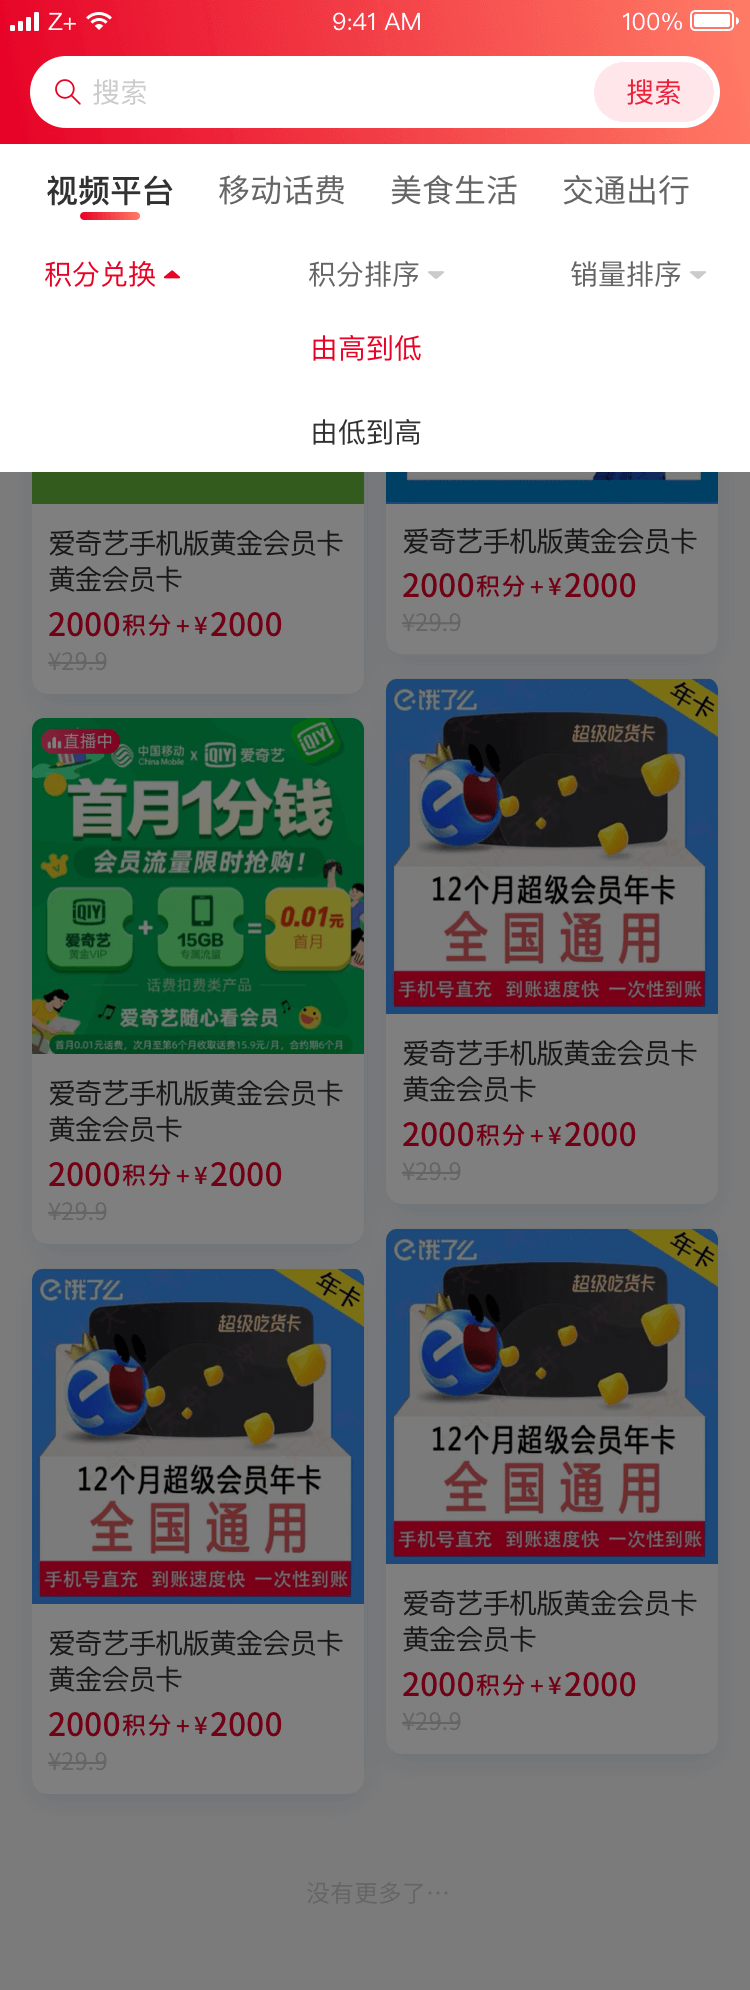 Z+ 9:41 AM 100%
搜索 搜索
视频平台 移动话费 美食生活 交通出行
积分兑换 积分排序 销量排序
由高到低
由低到高
爱奇艺手机版黄金会员卡
黄金会员卡
2000积分+¥2000
¥29.9
爱奇艺手机版黄金会员卡
2000积分+¥2000
¥29.9
直播中
中国移动
China Mobile
x
QIYI 爱奇艺
QIYI
首月1分钱
会员流量限时抢购!
QIYI
爱奇艺
黄金VIP
+
15GB
专属流量
=
0.01元
首月
话费扣费类产品
爱奇艺随心看会员
首月0.01元话费，次月至第6个月收取话费15.9元/月，合约期6个月
爱奇艺手机版黄金会员卡
黄金会员卡
2000积分+¥2000
¥29.9
饿了么
年卡
超级吃货卡
12个月超级会员年卡
全国通用
手机号直充 到账速度快 一次性到账
爱奇艺手机版黄金会员卡
黄金会员卡
2000积分+¥2000
¥29.9
饿了么
年卡
超级吃货卡
12个月超级会员年卡
全国通用
手机号直充 到账速度快 一次性到账
爱奇艺手机版黄金会员卡
黄金会员卡
2000积分+¥2000
¥29.9
饿了么
年卡
超级吃货卡
12个月超级会员年卡
全国通用
手机号直充 到账速度快 一次性到账
爱奇艺手机版黄金会员卡
黄金会员卡
2000积分+¥2000
¥29.9
没有更多了···